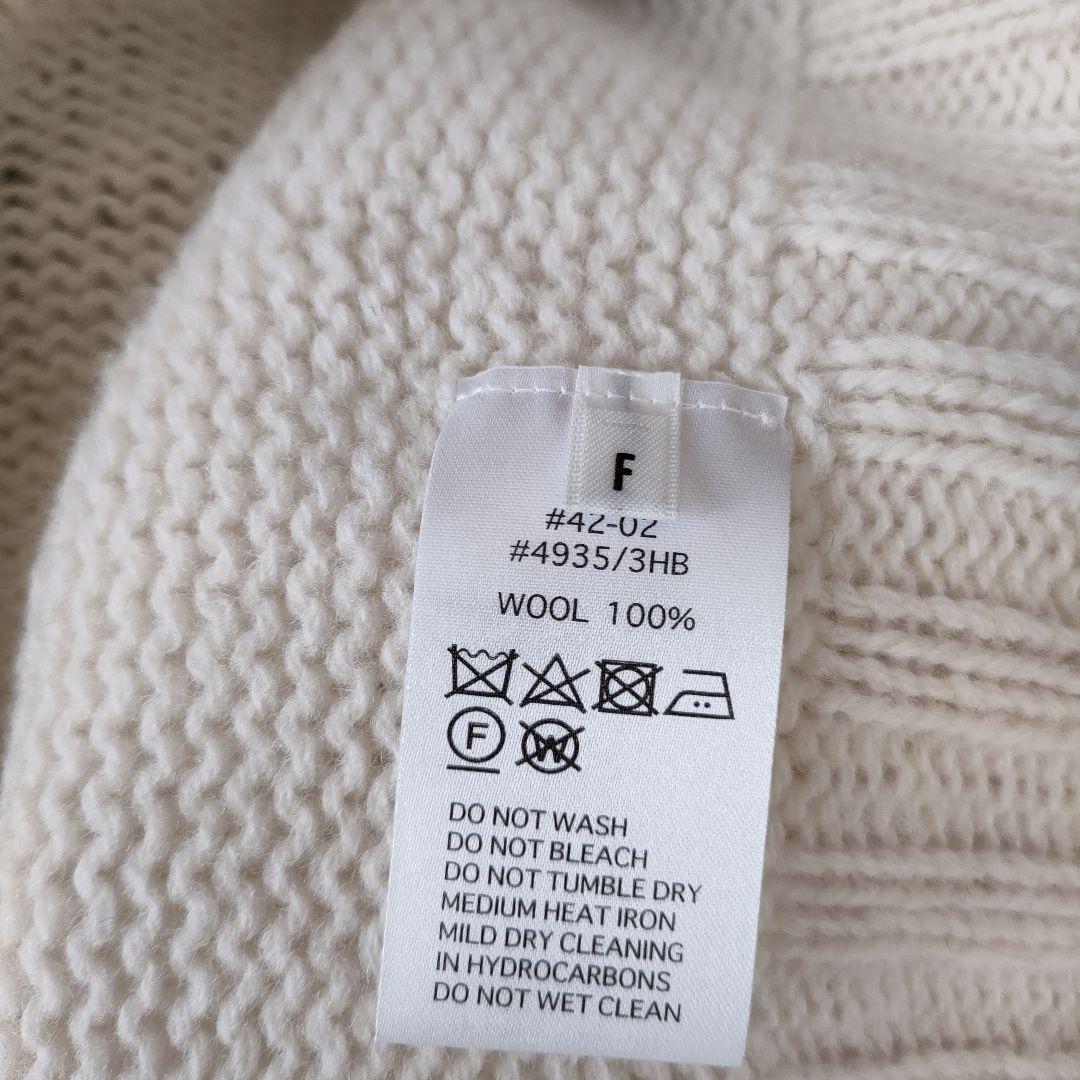 F
#42-02
#4935/3HB
WOOL 100%
F
W
DO NOT WASH
DO NOT BLEACH
DO NOT TUMBLE DRY
MEDIUM HEAT IRON
MILD DRY CLEANING
IN HYDROCARBONS
DO NOT WET CLEAN